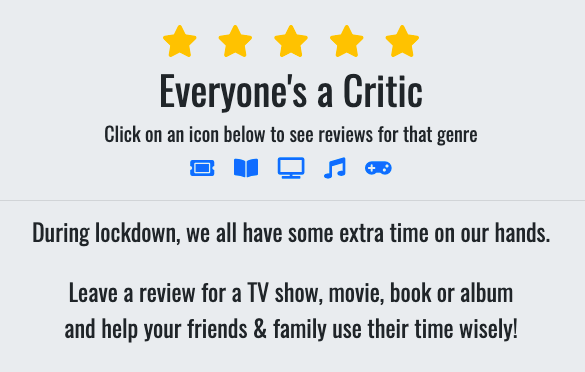 Everyone's a Critic
Click on an icon below to see reviews for that genre
During lockdown, we all have some extra time on our hands.
Leave a review for a TV show, movie, book or album
and help your friends & family use their time wisely!